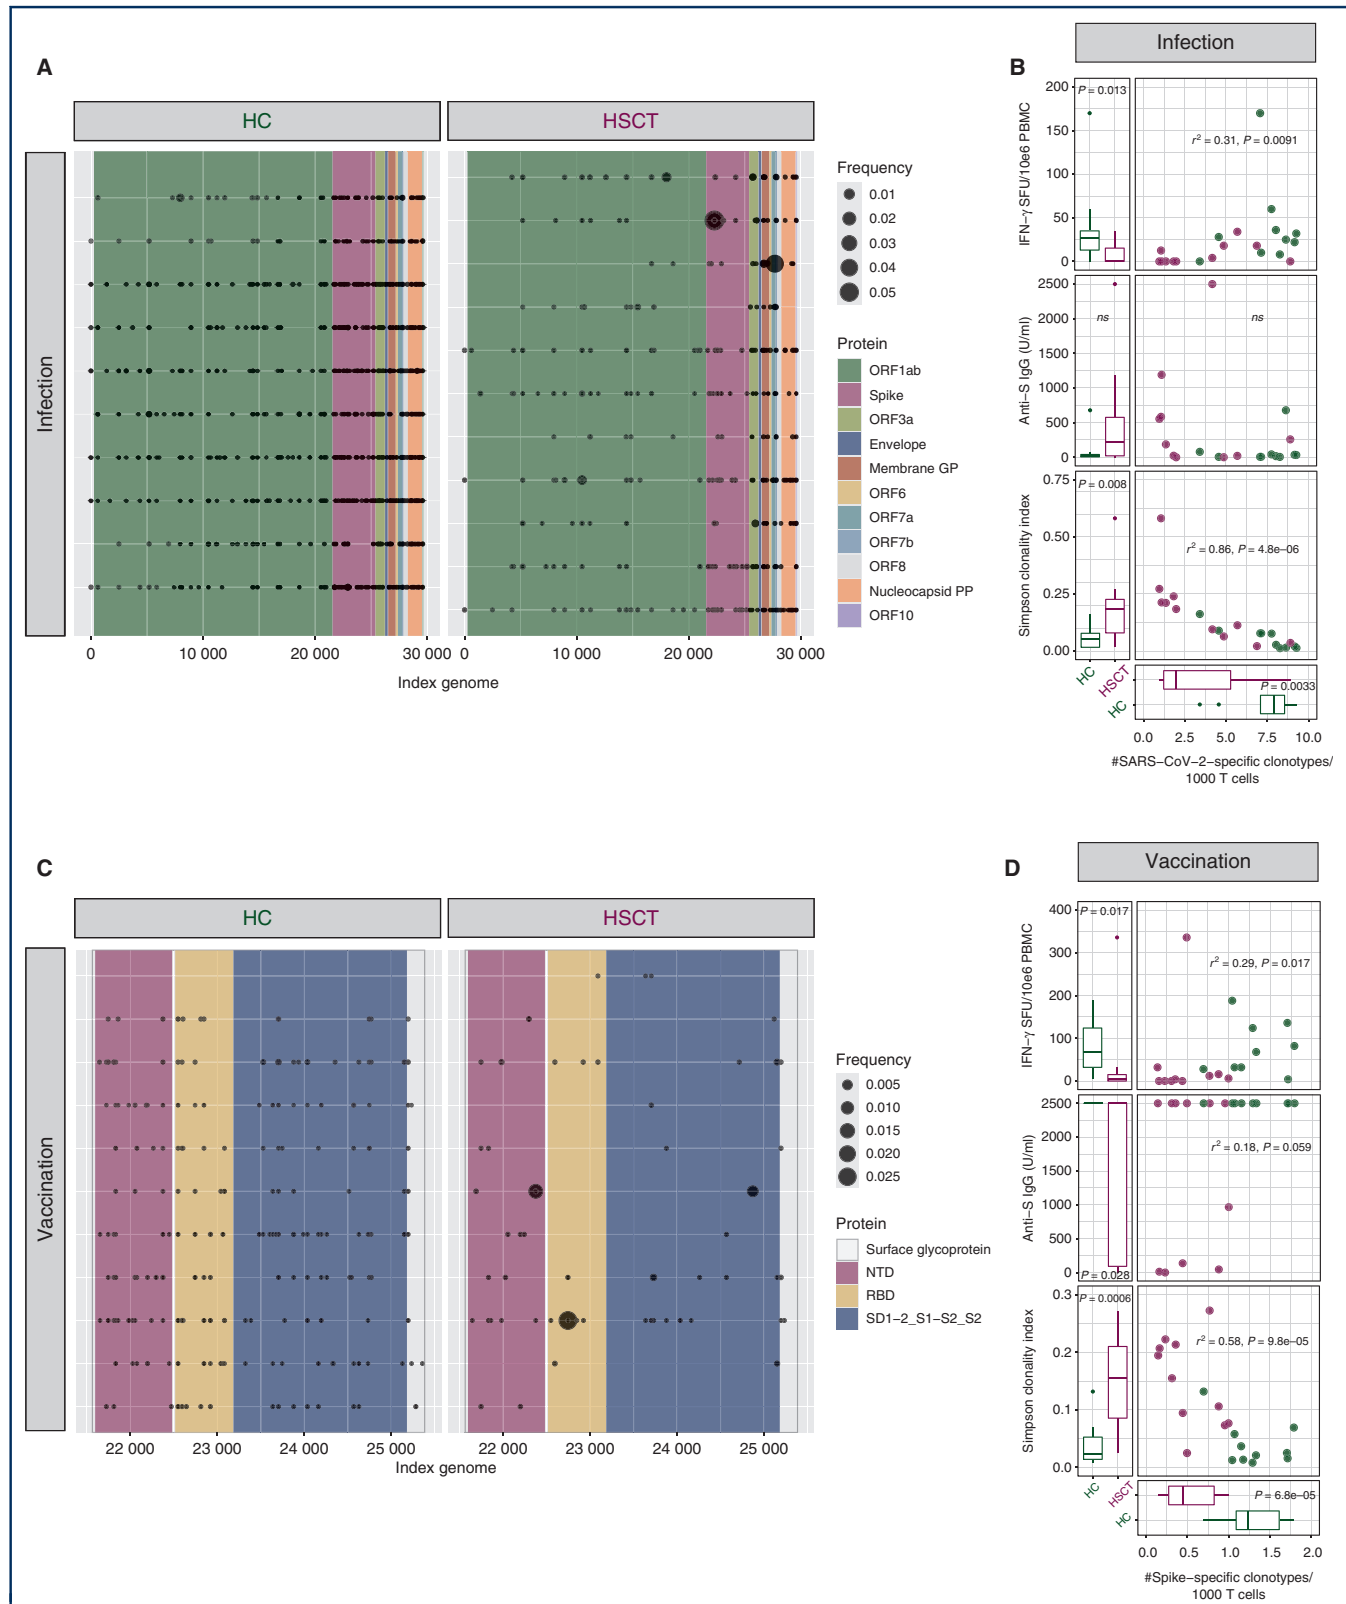 A
HC
HSCT
Infection
0
10 000
20 000
30 000
0
10 000
20 000
30 000
Index genome
Frequency
0.01
0.02
0.03
0.04
0.05
Protein
ORF1ab
Spike
ORF3a
Envelope
Membrane GP
ORF6
ORF7a
ORF7b
ORF8
Nucleocapsid PP
ORF10
B
Infection
IFN−γ SFU/10e6 PBMC
200
150
100
50
0
P = 0.013
r² = 0.31, P = 0.0091
Anti−S IgG (U/ml)
2500
2000
1500
1000
500
0
ns
ns
Simpson clonality index
0.75
0.50
0.25
0.00
P = 0.008
r² = 0.86, P = 4.8e−06
HC
HSCT
HC
P = 0.0033
0.0
2.5
5.0
7.5
10.0
#SARS−CoV−2−specific clonotypes/
1000 T cells
C
HC
HSCT
Vaccination
22 000
23 000
24 000
25 000
22 000
23 000
24 000
25 000
Index genome
Frequency
0.005
0.010
0.015
0.020
0.025
Protein
Surface glycoprotein
NTD
RBD
SD1−2_S1−S2_S2
D
Vaccination
IFN−γ SFU/10e6 PBMC
400
300
200
100
0
P = 0.017
r² = 0.29, P = 0.017
Anti−S IgG (U/ml)
2500
2000
1500
1000
500
0
r² = 0.18, P = 0.059
P = 0.028
Simpson clonality index
0.3
0.2
0.1
0.0
P = 0.0006
r² = 0.58, P = 9.8e−05
HC
HSCT
HC
P = 6.8e−05
0.0
0.5
1.0
1.5
2.0
#Spike−specific clonotypes/
1000 T cells